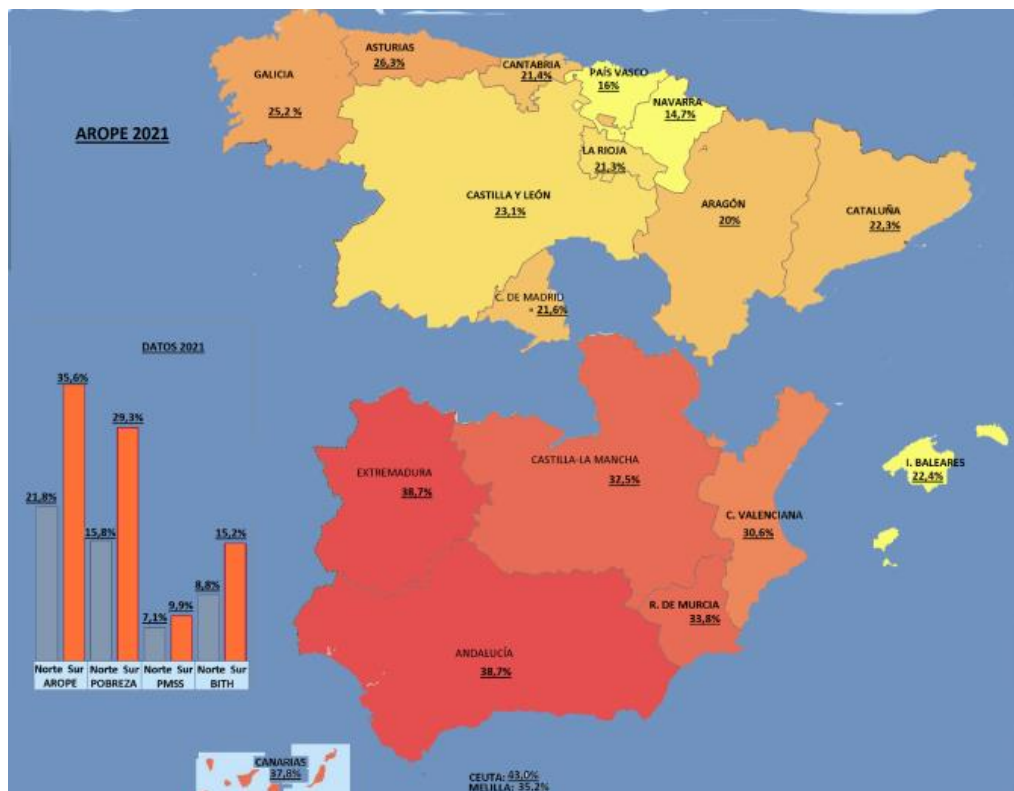 ASTURIAS
26,3%
CANTABRIA
21,4%
PAÍS VASCO
16%
GALICIA
25,2 %
NAVARRA
14,7%
AROPE 2021
LA RIOJA
21,3%
CASTILLA Y LEÓN
23,1%
ARAGÓN
20%
CATALUÑA
22,3%
C. DE MADRID
21,6%
DATOS 2021
35,6%
29,3%
21,8%
15,8%
15,2%
8,8%
7,1%
9,9%
Norte Sur Norte Sur Norte Sur Norte Sur
AROPE POBREZA PMSS BITH
EXTREMADURA
38,7%
CASTILLA-LA MANCHA
32,5%
I. BALEARES
22,4%
C. VALENCIANA
30,6%
R. DE MURCIA
33,8%
ANDALUCÍA
38,7%
CANARIAS
37,8%
CEUTA: 43,0%
MELILLA: 35,2%